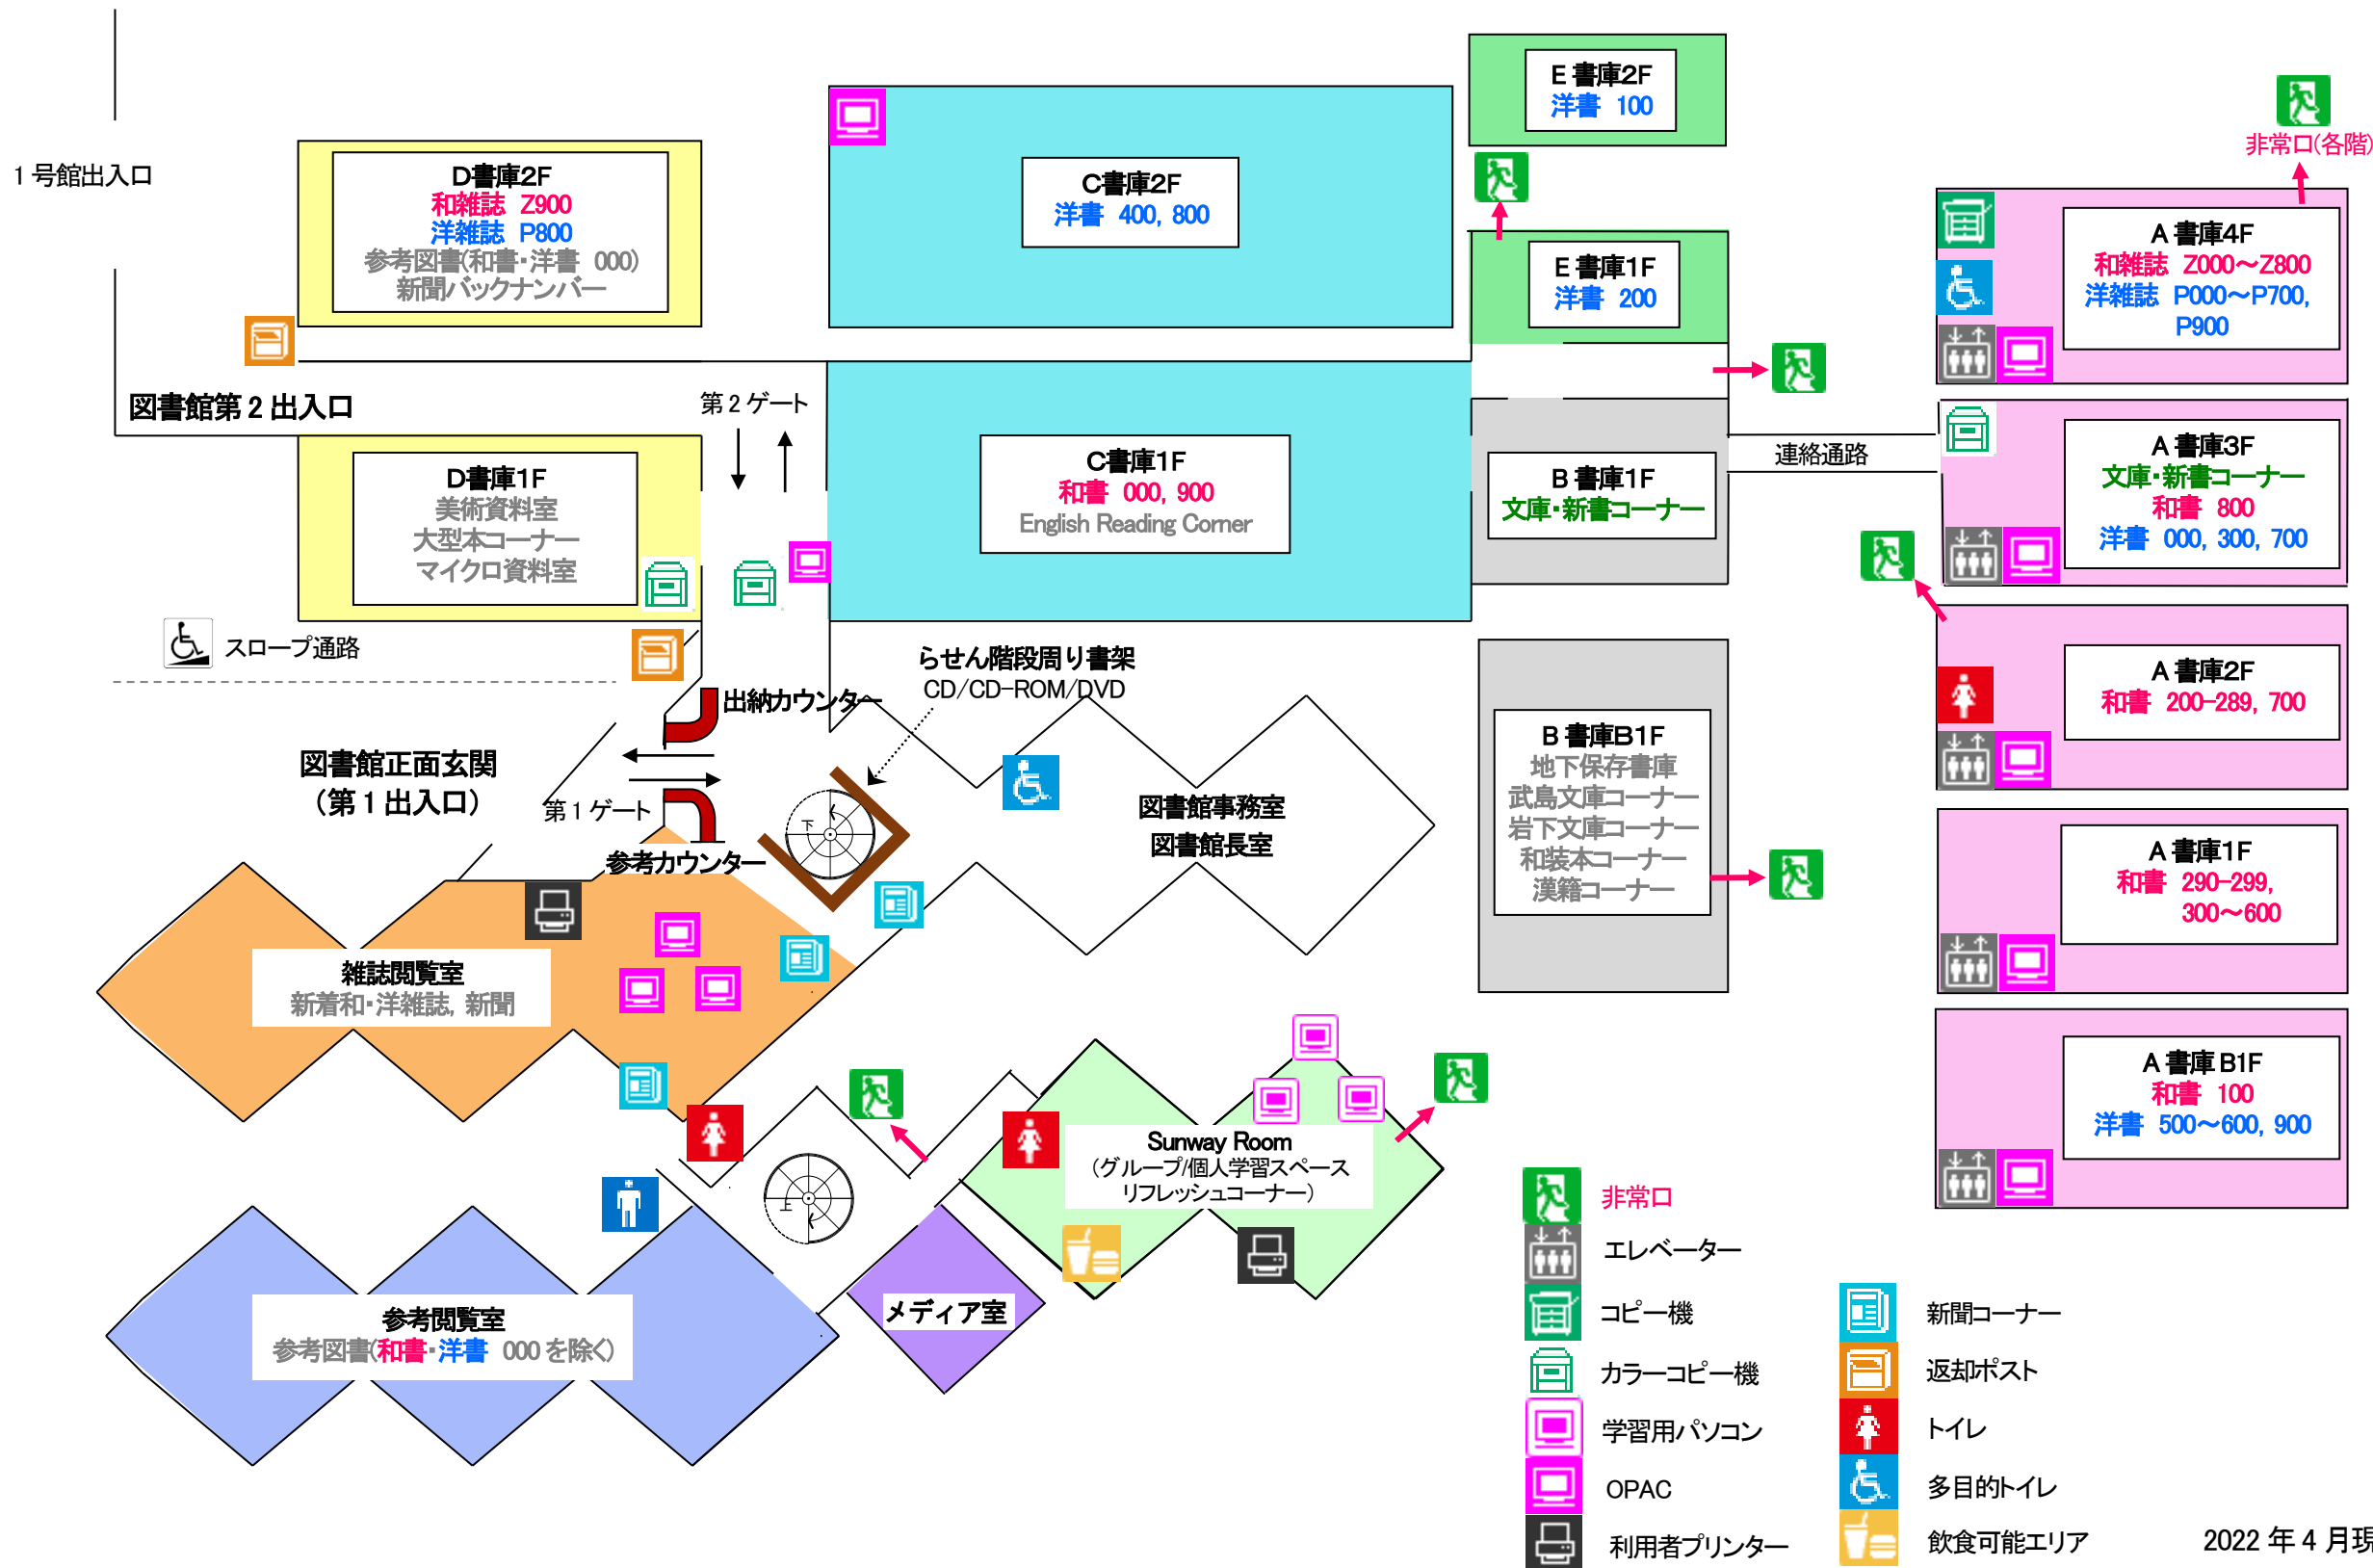 1 号館出入口
D書庫2F
和雑誌 Z900
洋雑誌 P800
参考図書(和書・洋書 000)
新聞バックナンバー
C書庫2F
洋書 400, 800
E 書庫2F
洋書 100
E 書庫1F
洋書 200
非常口(各階)
A 書庫4F
和雑誌 Z000～Z800
洋雑誌 P000～P700,
P900
図書館第 2 出入口
第 2 ゲート
D書庫1F
美術資料室
大型本コーナー
マイクロ資料室
C書庫1F
和書 000, 900
English Reading Corner
B 書庫1F
文庫・新書コーナー
連絡通路
A 書庫3F
文庫・新書コーナー
和書 800
洋書 000, 300, 700
スロープ通路
らせん階段周り書架
CD/CD-ROM/DVD
出納カウンター
図書館正面玄関
（第 1 出入口）
第 1 ゲート
参考カウンター
下
図書館事務室
図書館長室
B 書庫B1F
地下保存書庫
武島文庫コーナー
岩下文庫コーナー
和装本コーナー
漢籍コーナー
A 書庫2F
和書 200-289, 700
A 書庫1F
和書 290-299,
300～600
雑誌閲覧室
新着和・洋雑誌, 新聞
A 書庫 B1F
和書 100
洋書 500～600, 900
Sunway Room
（グループ/個人学習スペース
リフレッシュコーナー）
上
参考閲覧室
参考図書(和書・洋書 000 を除く)
メディア室
非常口
エレベーター
コピー機
カラーコピー機
学習用パソコン
OPAC
利用者プリンター
新聞コーナー
返却ポスト
トイレ
多目的トイレ
飲食可能エリア
2022 年 4 月現